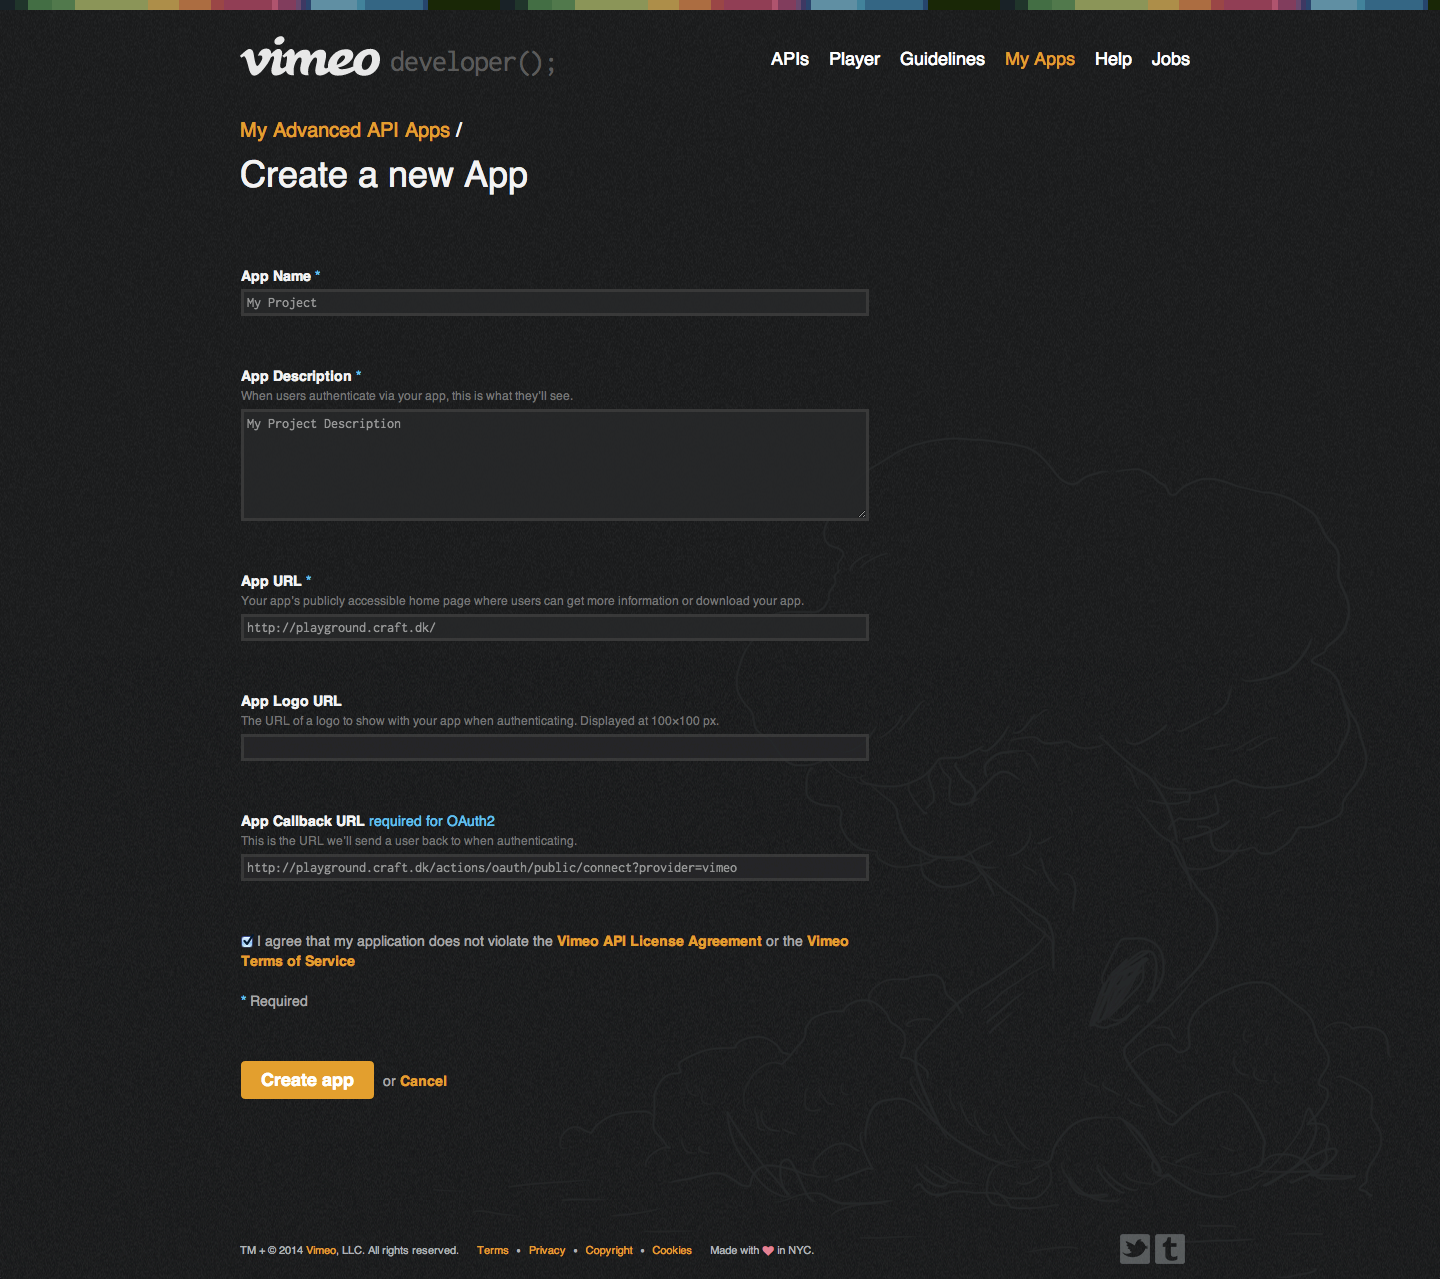 vimeo developer();
APIs Player Guidelines My Apps Help Jobs
My Advanced API Apps /
Create a new App
App Name *
My Project
App Description *
When users authenticate via your app, this is what they'll see.
My Project Description
App URL *
Your app's publicly accessible home page where users can get more information or download your app.
http://playground.craft.dk/
App Logo URL
The URL of a logo to show with your app when authenticating. Displayed at 100×100 px.
App Callback URL required for OAuth2
This is the URL we'll send a user back to when authenticating.
http://playground.craft.dk/actions/oauth/public/connect?provider=vimeo
I agree that my application does not violate the Vimeo API License Agreement or the Vimeo
Terms of Service
* Required
Create app or Cancel
TM + © 2014 Vimeo, LLC. All rights reserved. Terms • Privacy • Copyright • Cookies Made with ♥ in NYC.